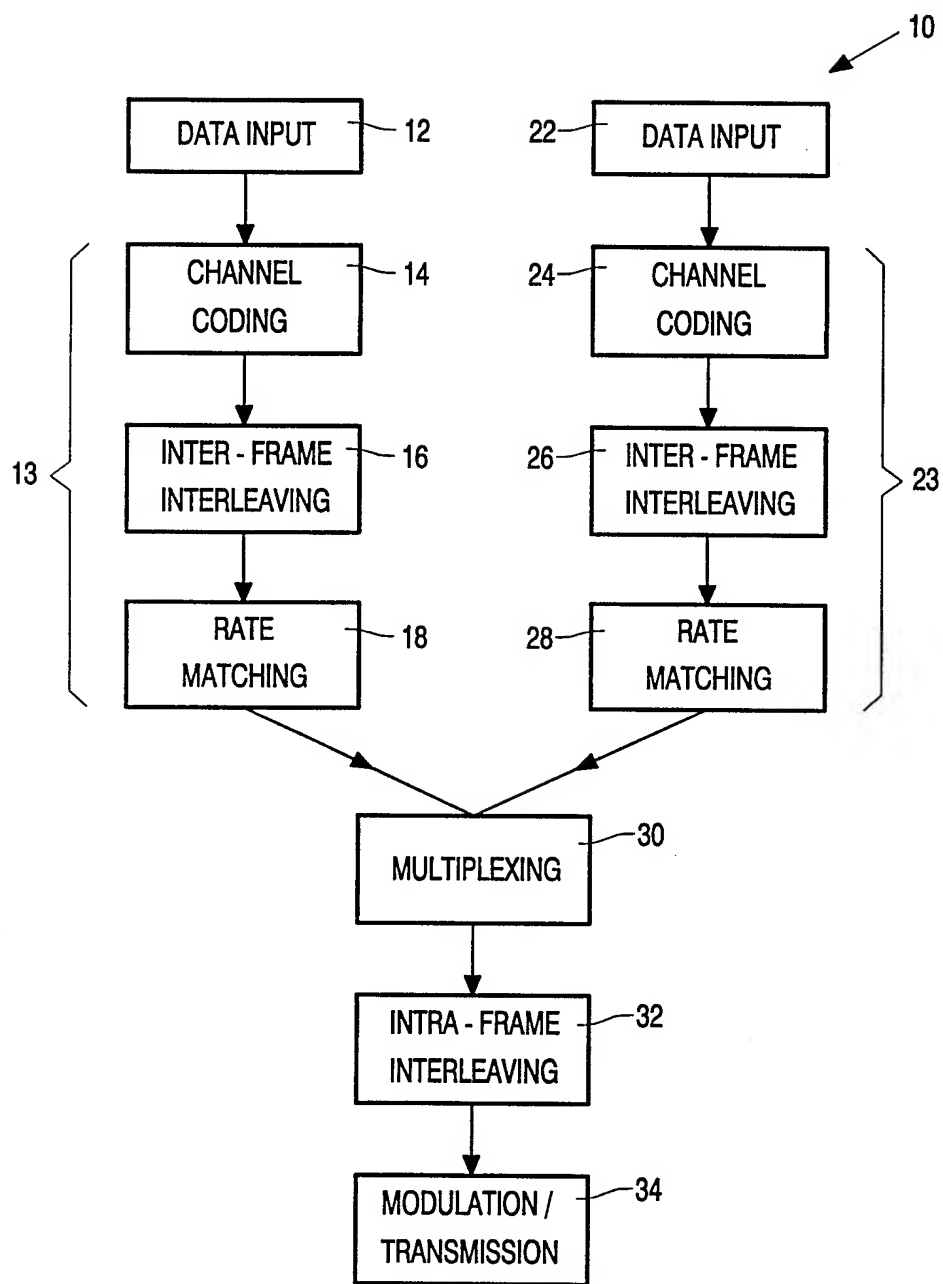 10
DATA INPUT
12
22
DATA INPUT
CHANNEL
CODING
14
24
CHANNEL
CODING
13
INTER - FRAME
INTERLEAVING
16
26
INTER - FRAME
INTERLEAVING
23
RATE
MATCHING
18
28
RATE
MATCHING
MULTIPLEXING
30
INTRA - FRAME
INTERLEAVING
32
MODULATION /
TRANSMISSION
34